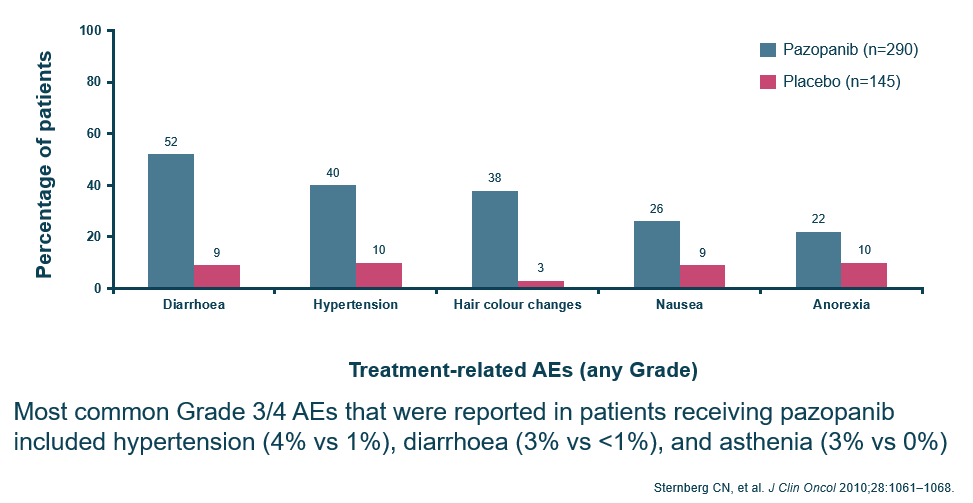 100
80
60
40
20
0
Percentage of patients
Pazopanib (n=290)
Placebo (n=145)
52
9
40
10
38
3
26
9
22
10
Diarrhoea
Hypertension
Hair colour changes
Nausea
Anorexia
Treatment-related AEs (any Grade)
Most common Grade 3/4 AEs that were reported in patients receiving pazopanib
included hypertension (4% vs 1%), diarrhoea (3% vs <1%), and asthenia (3% vs 0%)
Sternberg CN, et al. J Clin Oncol 2010;28:1061–1068.